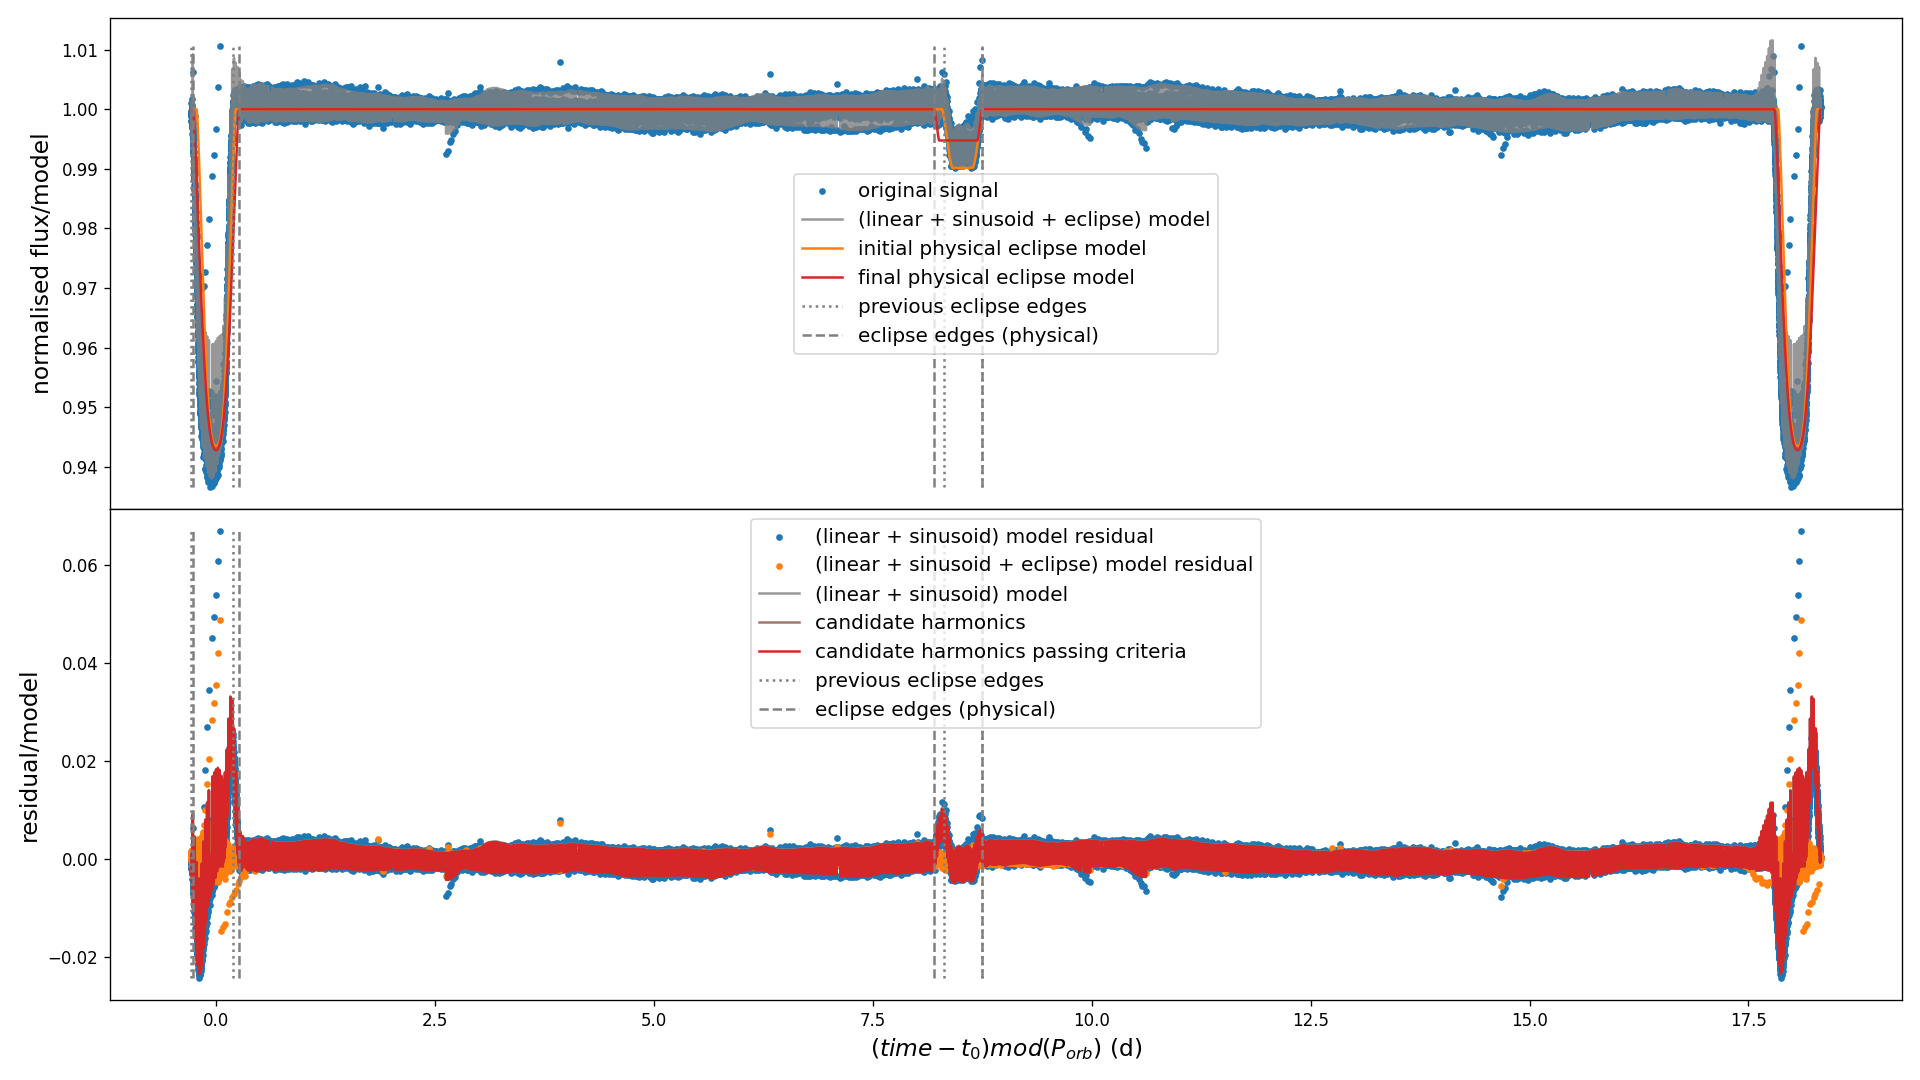 normalised flux/model
1.01
1.00
0.99
0.98
0.97
0.96
0.95
0.94
original signal
(linear + sinusoid + eclipse) model
initial physical eclipse model
final physical eclipse model
previous eclipse edges
eclipse edges (physical)
residual/model
0.06
0.04
0.02
0.00
−0.02
(linear + sinusoid) model residual
(linear + sinusoid + eclipse) model residual
(linear + sinusoid) model
candidate harmonics
candidate harmonics passing criteria
previous eclipse edges
eclipse edges (physical)
0.0 2.5 5.0 7.5 10.0 12.5 15.0 17.5
(time − t₀)mod(P_orb) (d)